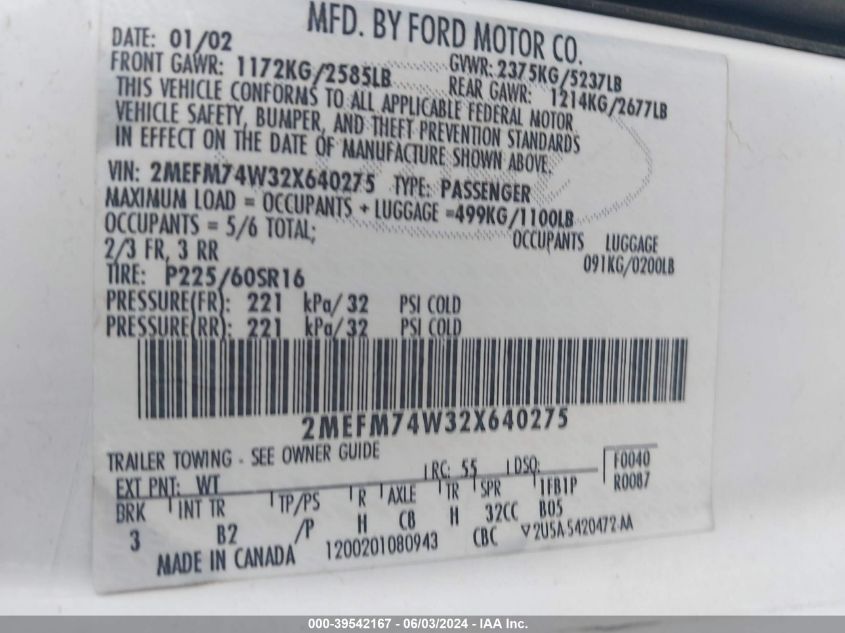 MFD. BY FORD MOTOR CO.
DATE: 01/02 GVWR: 2375KG/5237LB
FRONT GAWR: 1172KG/2585LB REAR GAWR: 1214KG/2677LB
THIS VEHICLE CONFORMS TO ALL APPLICABLE FEDERAL MOTOR
VEHICLE SAFETY, BUMPER, AND THEFT PREVENTION STANDARDS
IN EFFECT ON THE DATE OF MANUFACTURE SHOWN ABOVE.
VIN: 2MEFM74W32X640275 TYPE: PASSENGER
MAXIMUM LOAD = OCCUPANTS + LUGGAGE =499KG/1100LB
OCCUPANTS = 5/6 TOTAL; OCCUPANTS LUGGAGE
2/3 FR, 3 RR 091KG/0200LB
TIRE: P225/60SR16
PRESSURE(FR): 221 kPa/32 PSI COLD
PRESSURE(RR): 221 kPa/32 PSI COLD
2MEFM74W32X640275
TRAILER TOWING - SEE OWNER GUIDE
EXT PNT: WT RC: 55 DSO: F0040
R0087
BRK INT TR TP/PS R AXLE TR SPR 1FB1P
3 B2 /P H C8 H 32CC B05
MADE IN CANADA 1200201080943 CBC V2U5A-5420472-AA
000-39542167 - 06/03/2024 - IAA Inc.